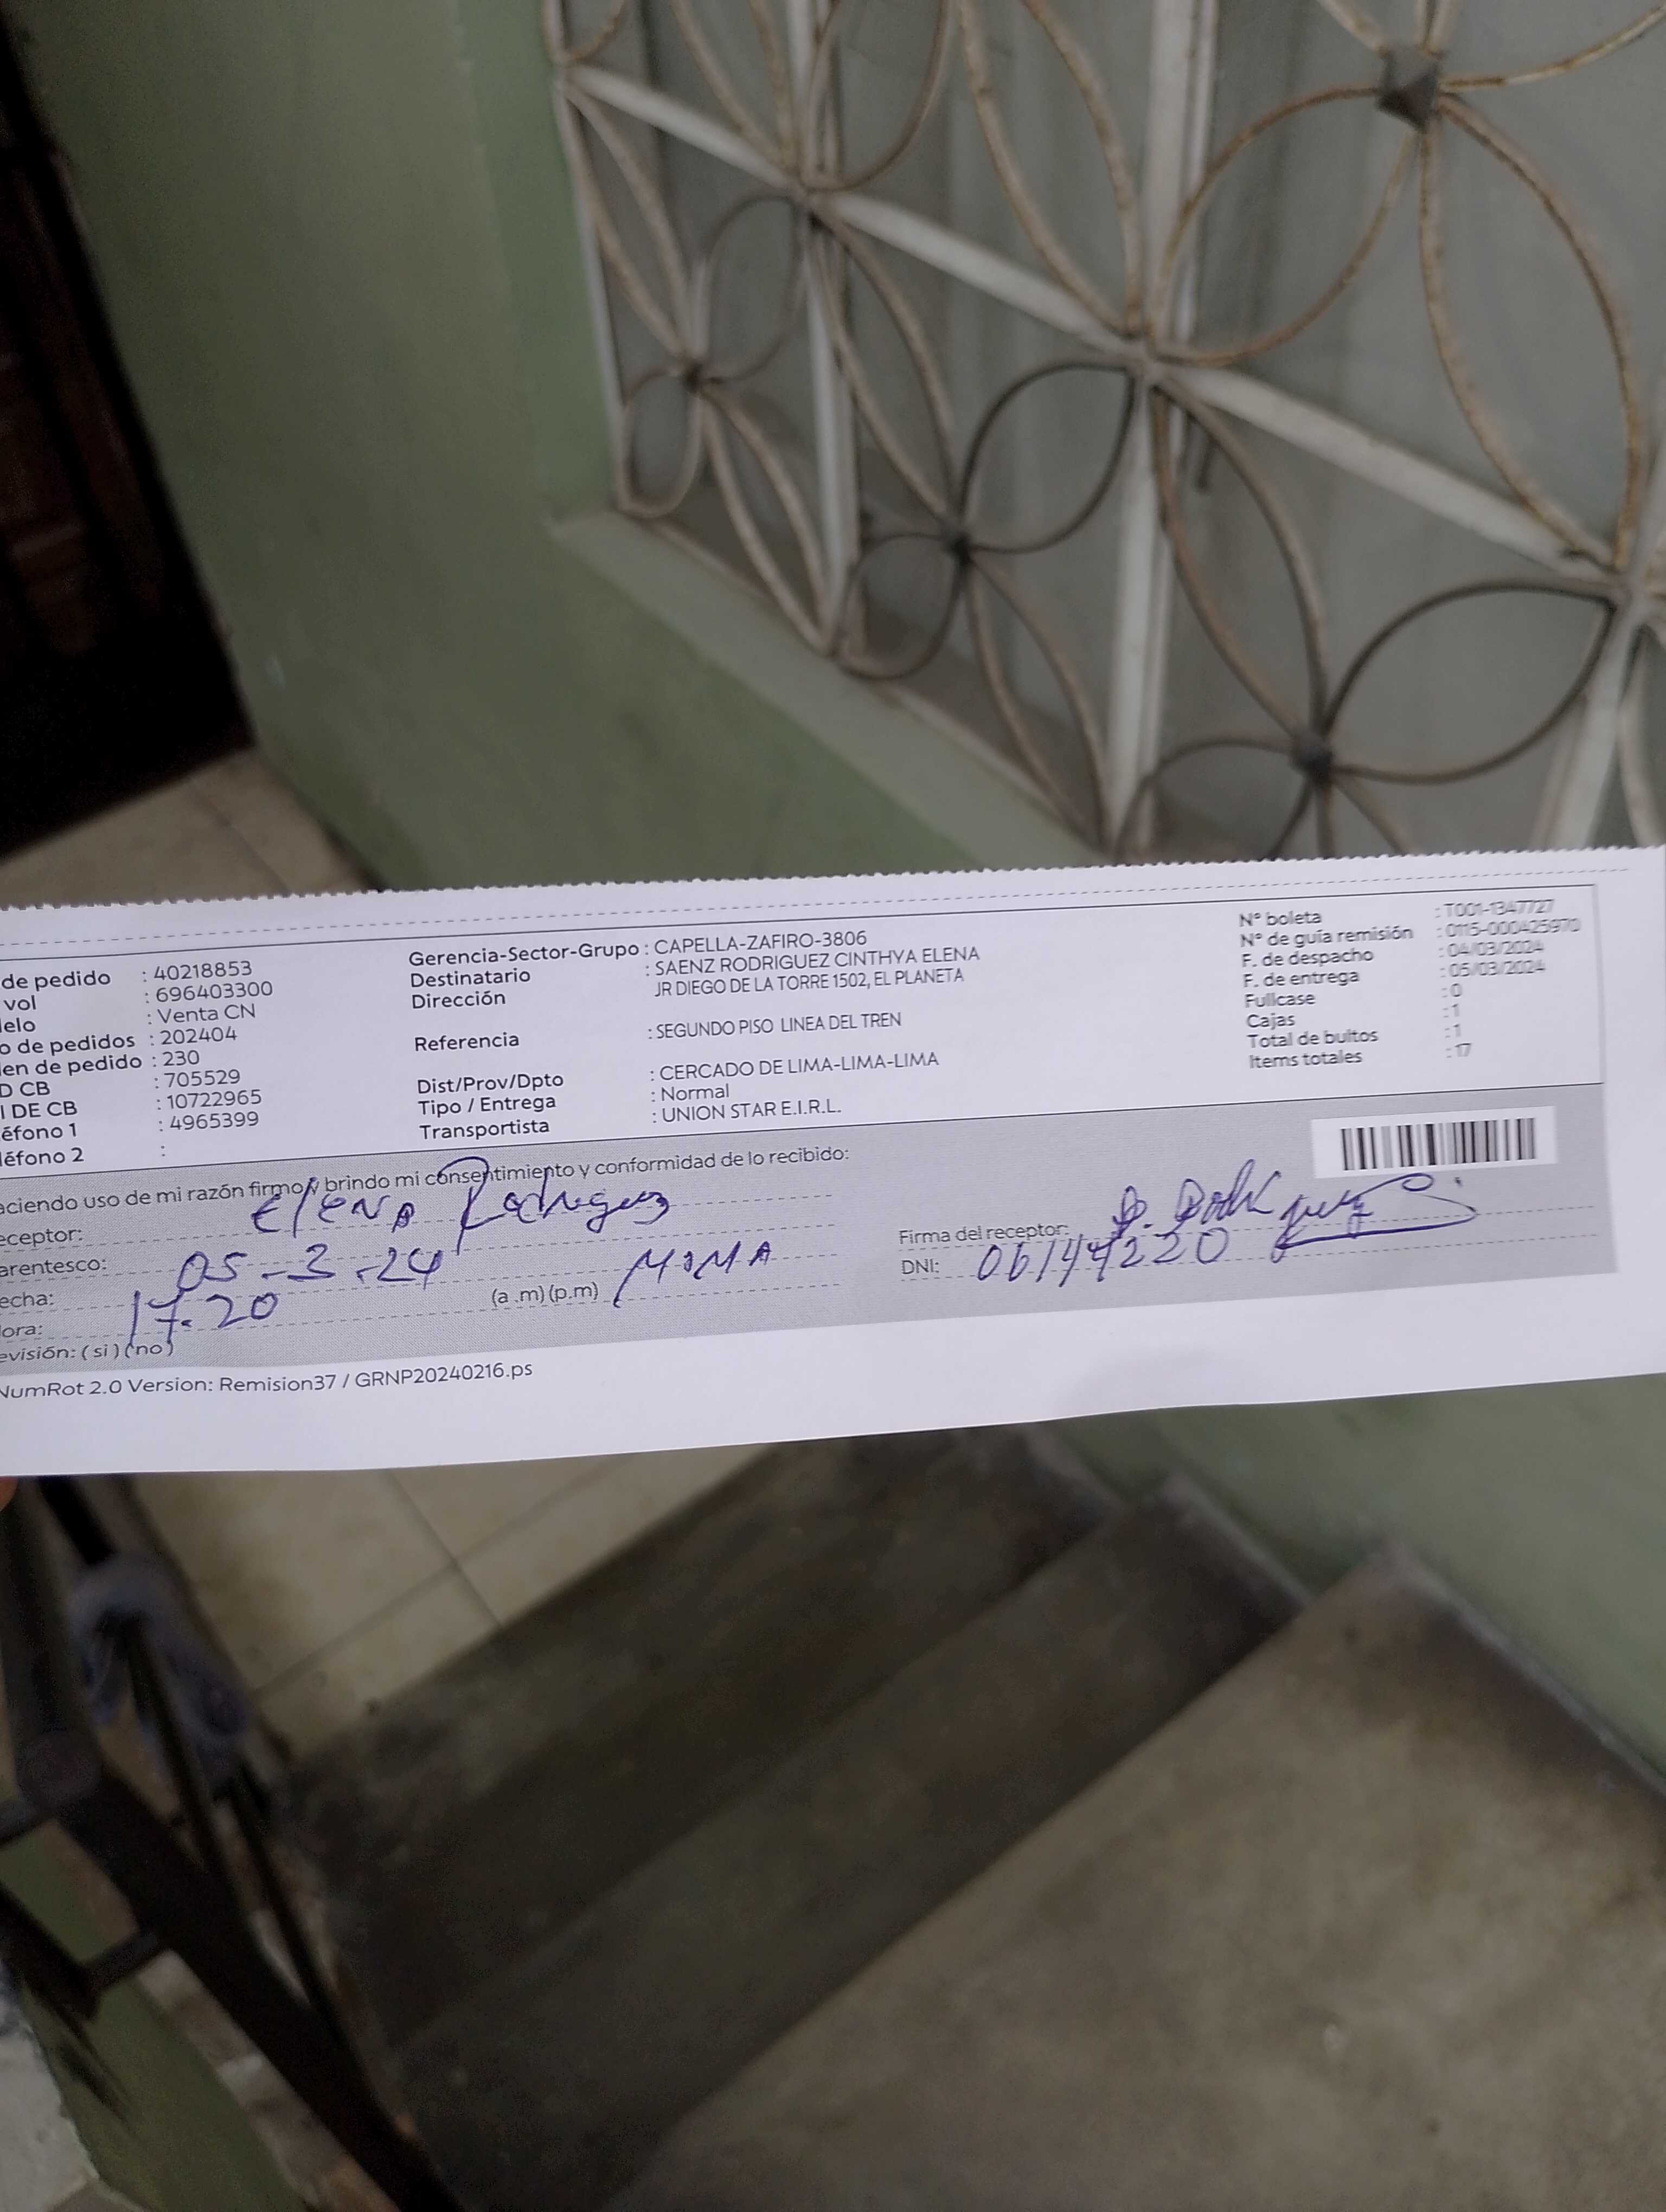 de pedido : 40218853
vol : 696403300
elo : Venta CN
o de pedidos : 202404
en de pedido : 230
D CB : 705529
I DE CB : 10722965
éfono 1 : 4965399
léfono 2 :
Gerencia-Sector-Grupo : CAPELLA-ZAFIRO-3806
Destinatario : SAENZ RODRIGUEZ CINTHYA ELENA
Dirección JR DIEGO DE LA TORRE 1502, EL PLANETA
Referencia : SEGUNDO PISO LINEA DEL TREN
Dist/Prov/Dpto : CERCADO DE LIMA-LIMA-LIMA
Tipo / Entrega : Normal
Transportista : UNION STAR E.I.R.L.
N° boleta : T001-1347727
N° de guía remisión : 0115-000425970
F. de despacho : 04/03/2024
F. de entrega : 05/03/2024
Fullcase : 0
Cajas : 1
Total de bultos : 1
Items totales : 17
aciendo uso de mi razón firmo y brindo mi consentimiento y conformidad de lo recibido:
eceptor: Elena Rodriguez
arentesco:
echa: 05-3-24
ora: 17.20 (a .m) (p.m)
evisión: ( si ) ( no )
Firma del receptor:
DNI: 06144220
NumRot 2.0 Version: Remision37 / GRNP20240216.ps